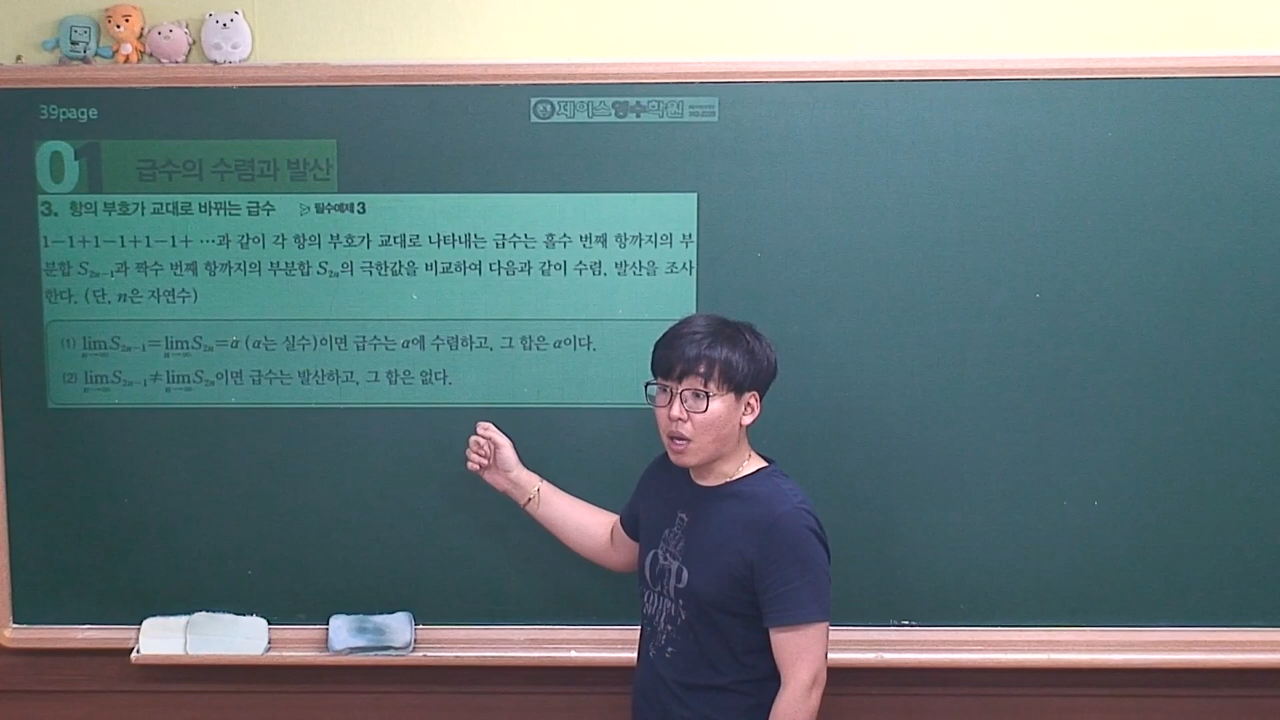 39page
제이스영수학원
01 급수의 수렴과 발산
3. 항의 부호가 교대로 바뀌는 급수 ▷ 필수예제 3
1-1+1-1+1-1+ …과 같이 각 항의 부호가 교대로 나타내는 급수는 홀수 번째 항까지의 부
분합 S₂ₙ₋₁과 짝수 번째 항까지의 부분합 S₂ₙ의 극한값을 비교하여 다음과 같이 수렴, 발산을 조사
한다. (단, n은 자연수)
(1) lim S₂ₙ₋₁=lim S₂ₙ=α (α는 실수)이면 급수는 α에 수렴하고, 그 합은 α이다.
(2) lim S₂ₙ₋₁≠lim S₂ₙ이면 급수는 발산하고, 그 합은 없다.
CP